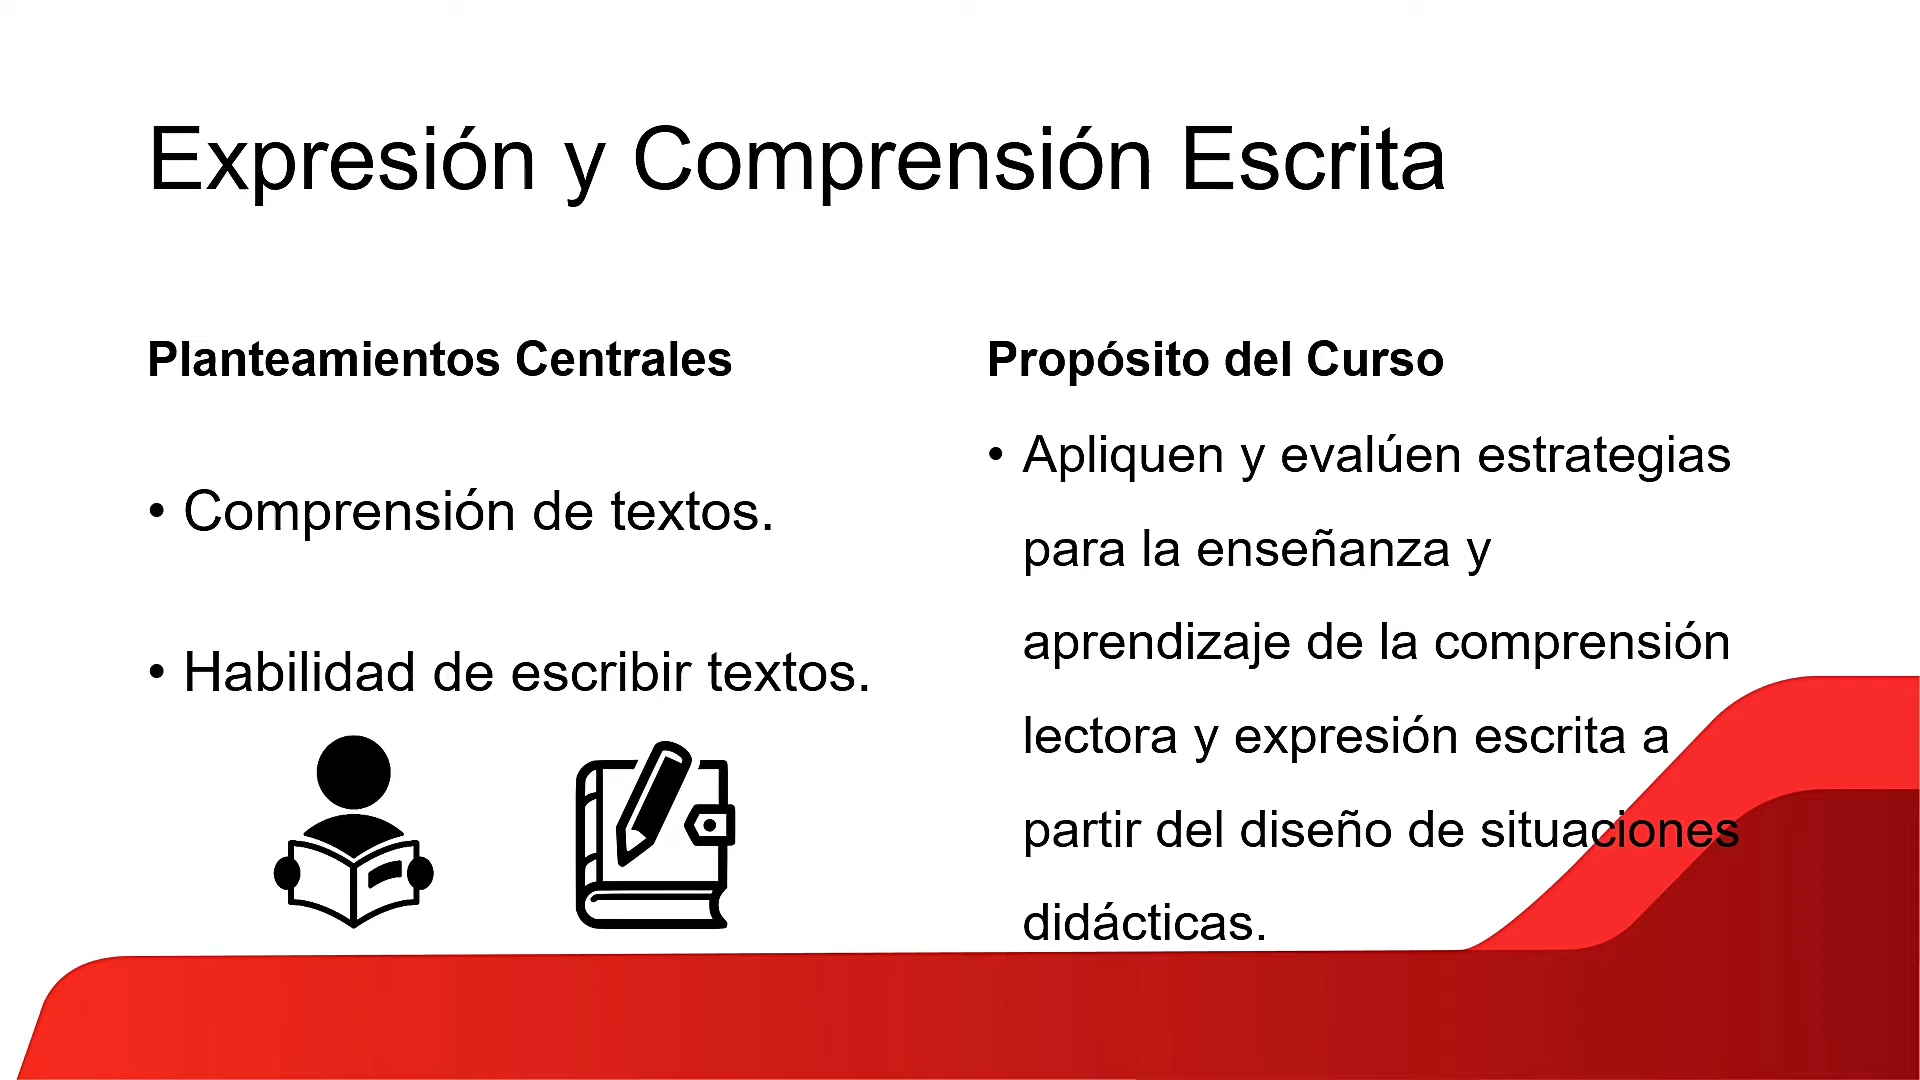 Expresión y Comprensión Escrita
Planteamientos Centrales
• Comprensión de textos.
• Habilidad de escribir textos.
Propósito del Curso
• Apliquen y evalúen estrategias
para la enseñanza y
aprendizaje de la comprensión
lectora y expresión escrita a
partir del diseño de situaciones
didácticas.